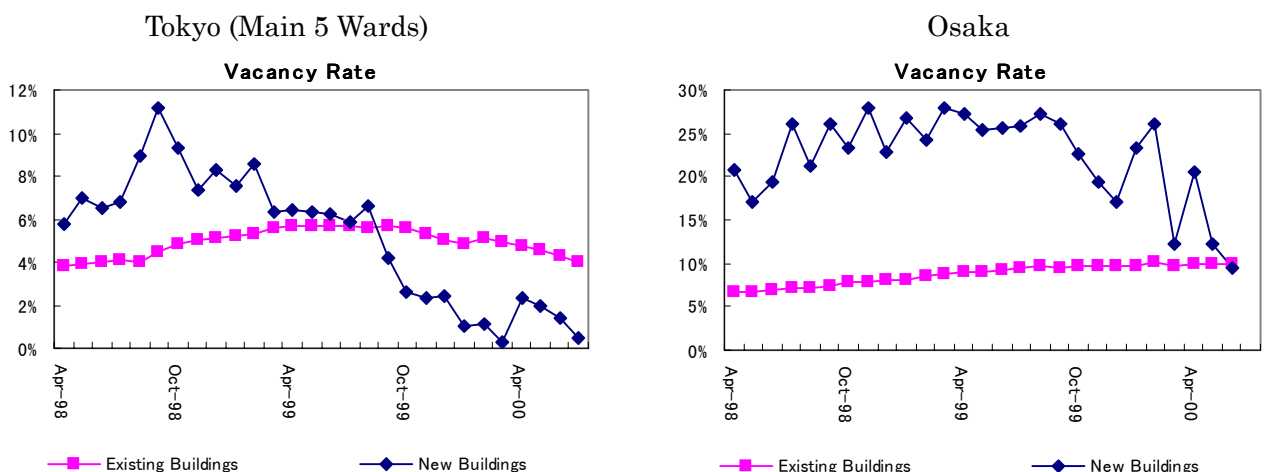 Tokyo (Main 5 Wards)
Vacancy Rate
12%
10%
8%
6%
4%
2%
0%
Apr-98
Oct-98
Apr-99
Oct-99
Apr-00
Existing Buildings
New Buildings
Osaka
Vacancy Rate
30%
25%
20%
15%
10%
5%
0%
Apr-98
Oct-98
Apr-99
Oct-99
Apr-00
Existing Buildings
New Buildings